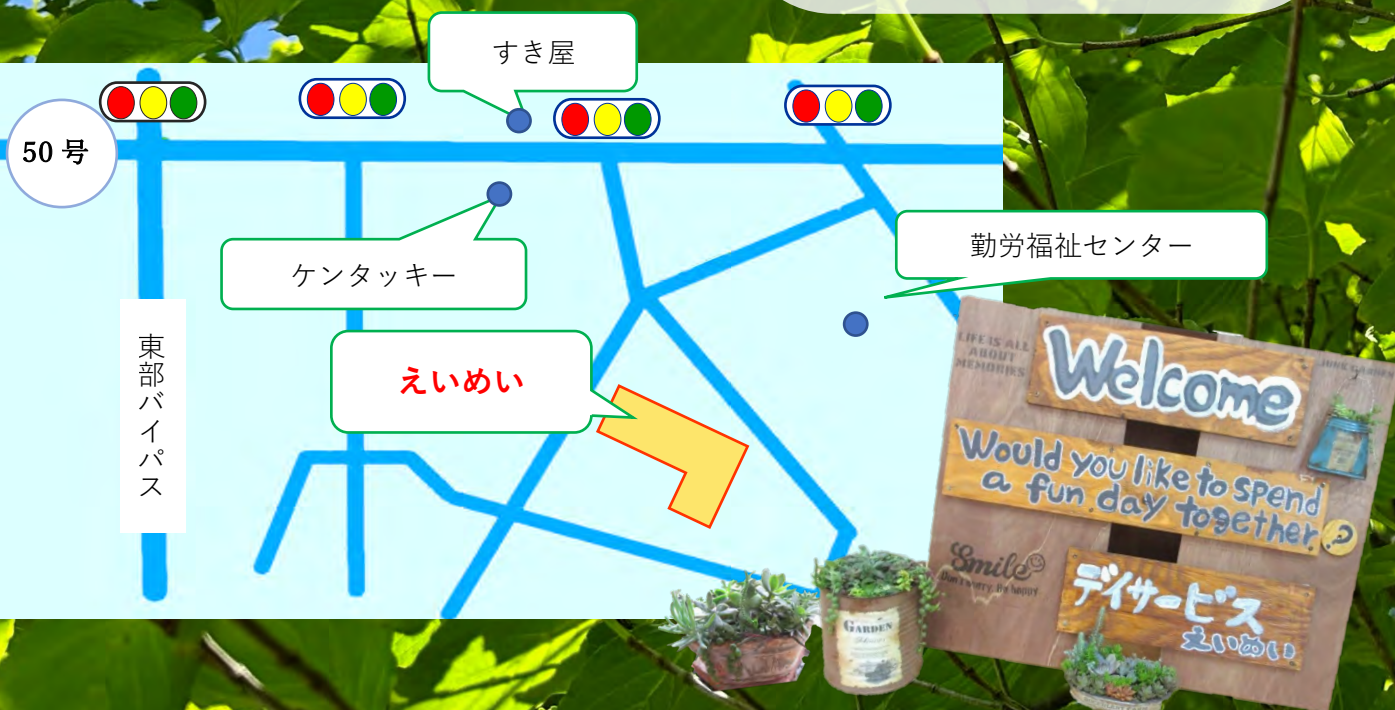 すき屋
50 号
勤労福祉センター
ケンタッキー
東部バイパス
えいめい
LIFE IS ALL
ABOUT
MEMORIES
Welcome
Would you like to spend
a fun day together?
Smile
Don't worry, Be happy
デイサービス
えいめい
GARDEN